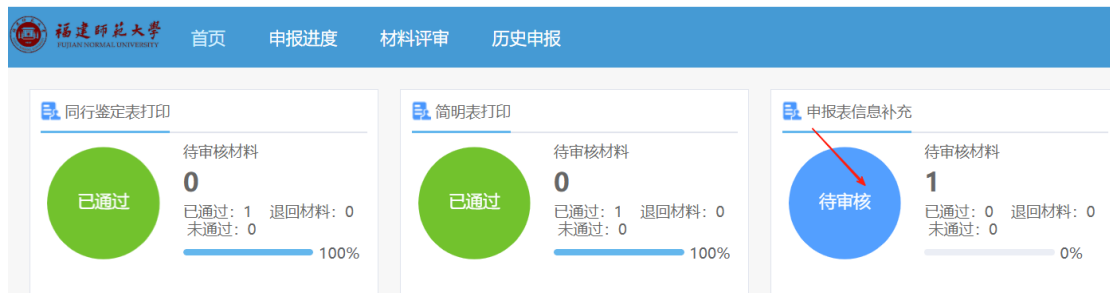 福建师范大学
FUJIAN NORMAL UNIVERSITY
首页 申报进度 材料评审 历史申报
同行鉴定表打印
已通过
待审核材料
0
已通过：1 退回材料：0
未通过：0
100%
简明表打印
已通过
待审核材料
0
已通过：1 退回材料：0
未通过：0
100%
申报表信息补充
待审核
待审核材料
1
已通过：0 退回材料：0
未通过：0
0%